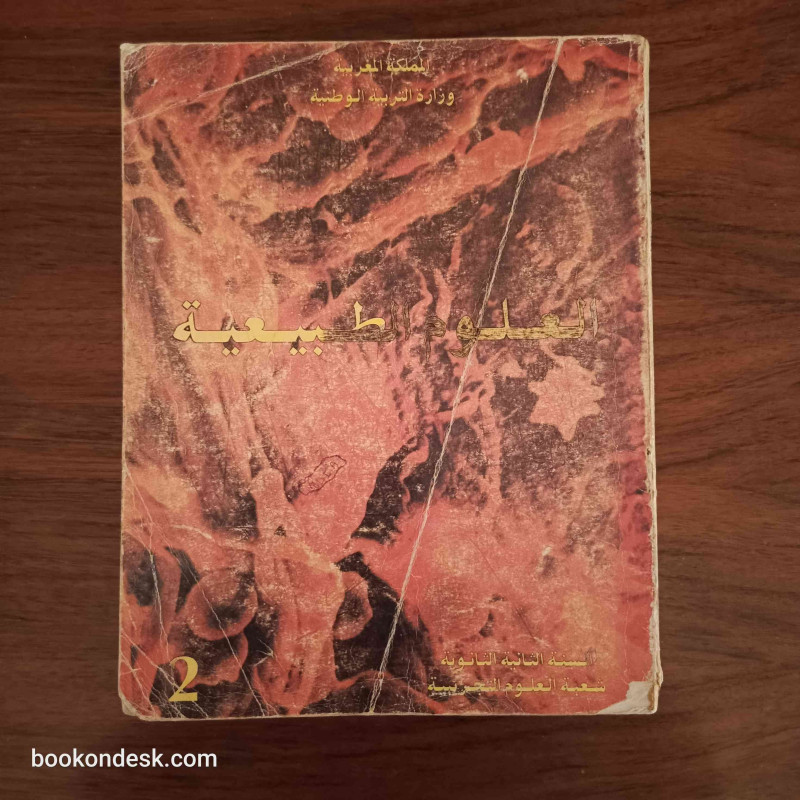 المملكة المغربية
وزارة التربية الوطنية
العلوم الطبيعية
السنة الثانية الثانوية
شعبة العلوم التجريبية
2
bookondesk.com